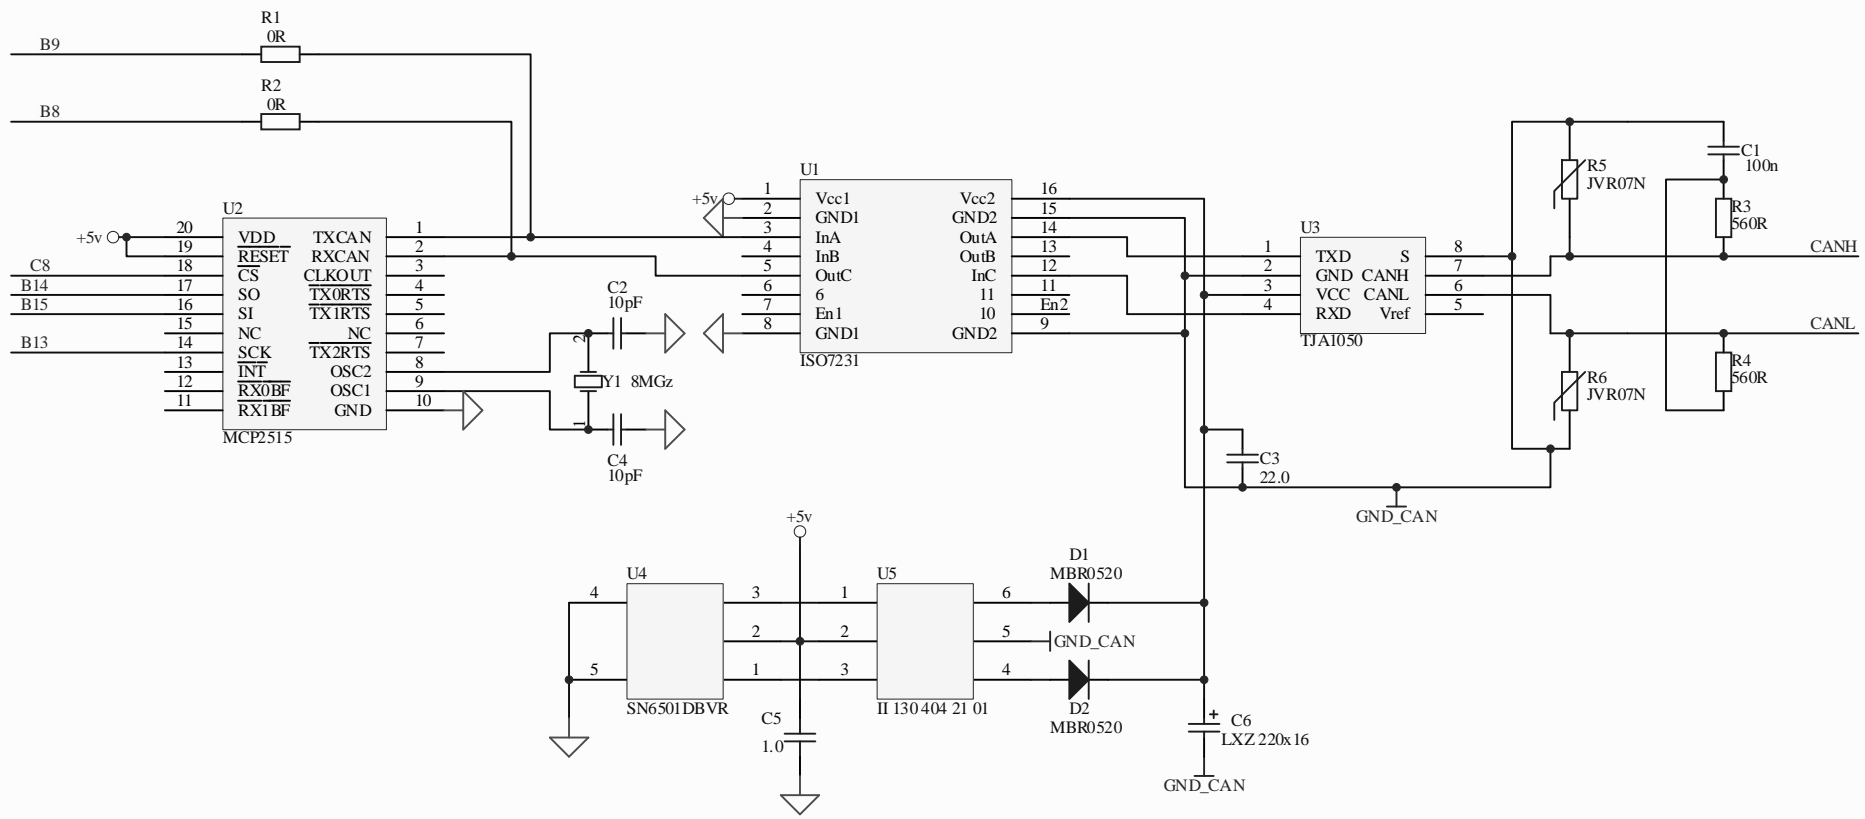 R1
0R
B9
R2
0R
B8
U2
+5v
20 VDD TXCAN 1
19 RESET RXCAN 2
C8 18 CS CLKOUT 3
B14 17 SO TX0RTS 4
B15 16 SI TX1RTS 5
15 NC NC 6
B13 14 SCK TX2RTS 7
13 INT OSC2 8
12 RX0BF OSC1 9
11 RX1BF GND 10
MCP2515
C2
10pF
2
Y1 8MGz
1
C4
10pF
U1
+5v
1 Vcc1 Vcc2 16
2 GND1 GND2 15
3 InA OutA 14
4 InB OutB 13
5 OutC InC 12
6 6 11 11
7 En1 10 En2
8 GND1 GND2 9
ISO7231
U3
1 TXD S 8
2 GND CANH 7
3 VCC CANL 6
4 RXD Vref 5
TJA1050
R5
JVR07N
C1
100n
R3
560R
CANH
CANL
R6
JVR07N
R4
560R
C3
22.0
GND_CAN
+5v
U4
4 3
2
5 1
SN6501DBVR
U5
1 6
2 5
3 4
II 130 404 21 01
D1
MBR0520
GND_CAN
D2
MBR0520
C5
1.0
+
C6
LXZ 220x16
GND_CAN